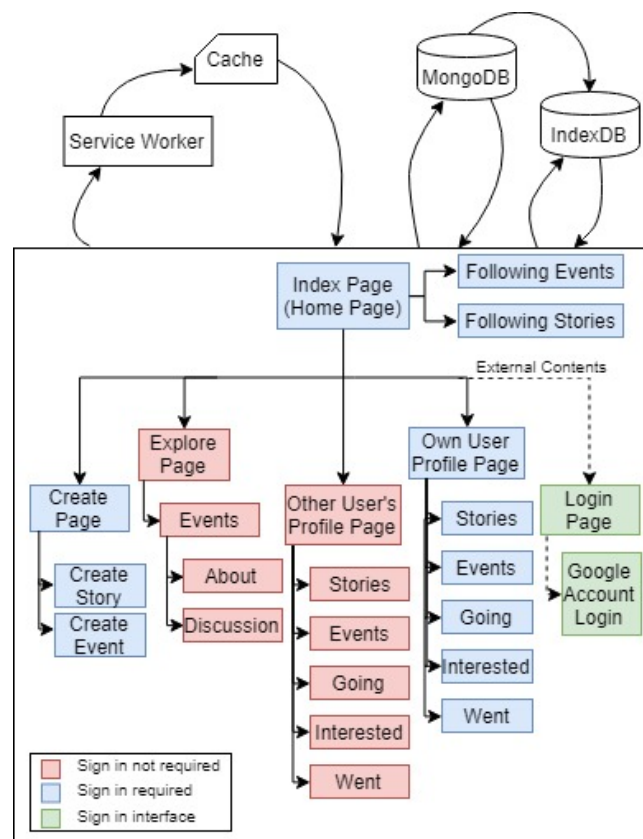 Cache
Service Worker
MongoDB
IndexDB
Index Page
(Home Page)
Following Events
Following Stories
External Contents
Create
Page
Create
Story
Create
Event
Explore
Page
Events
About
Discussion
Other User's
Profile Page
Stories
Events
Going
Interested
Went
Own User
Profile Page
Stories
Events
Going
Interested
Went
Login
Page
Google
Account
Login
Sign in not required
Sign in required
Sign in interface